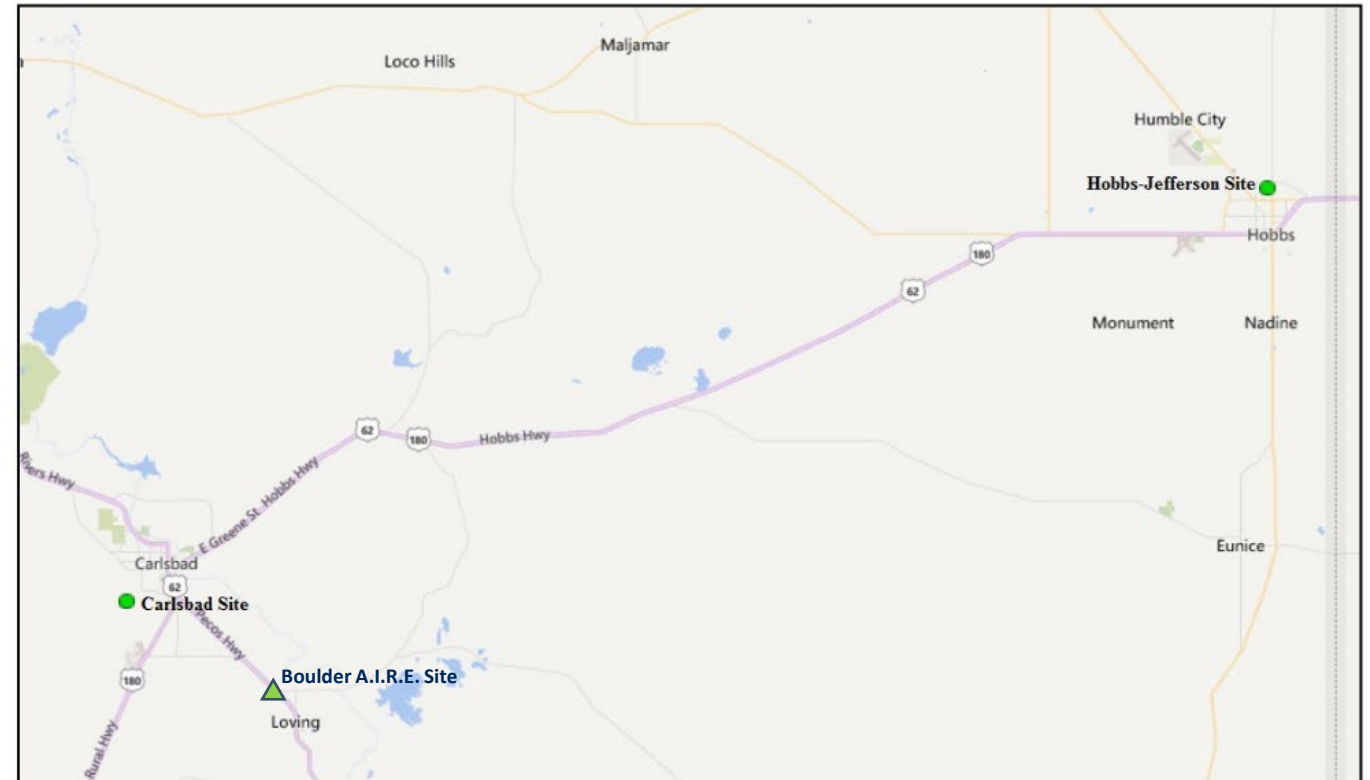 Maljamar
Loco Hills
Humble City
Hobbs-Jefferson Site
Hobbs
180
62
Monument
Nadine
62
180
Hobbs Hwy
Rivers Hwy
E Greene St
Hobbs Hwy
Eunice
Carlsbad
62
Carlsbad Site
Pecos Hwy
180
Boulder A.I.R.E. Site
Loving
Rural Hwy